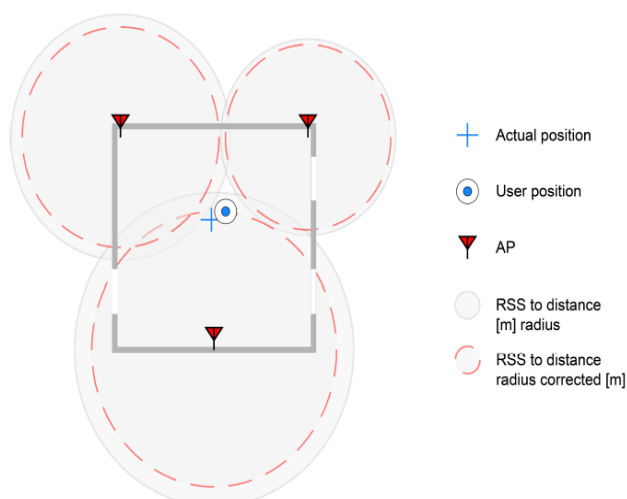 Actual position
User position
AP
RSS to distance
[m] radius
RSS to distance
radius corrected [m]